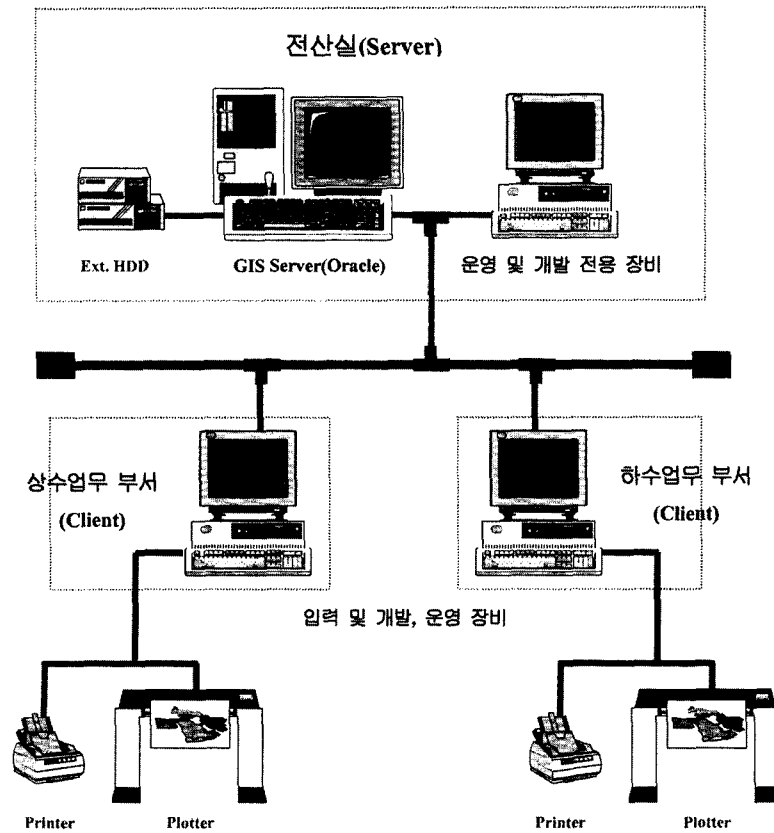 전산실(Server)
Ext. HDD
GIS Server(Oracle)
운영 및 개발 전용 장비
상수업무 부서
(Client)
하수업무 부서
(Client)
입력 및 개발, 운영 장비
Printer
Plotter
Printer
Plotter